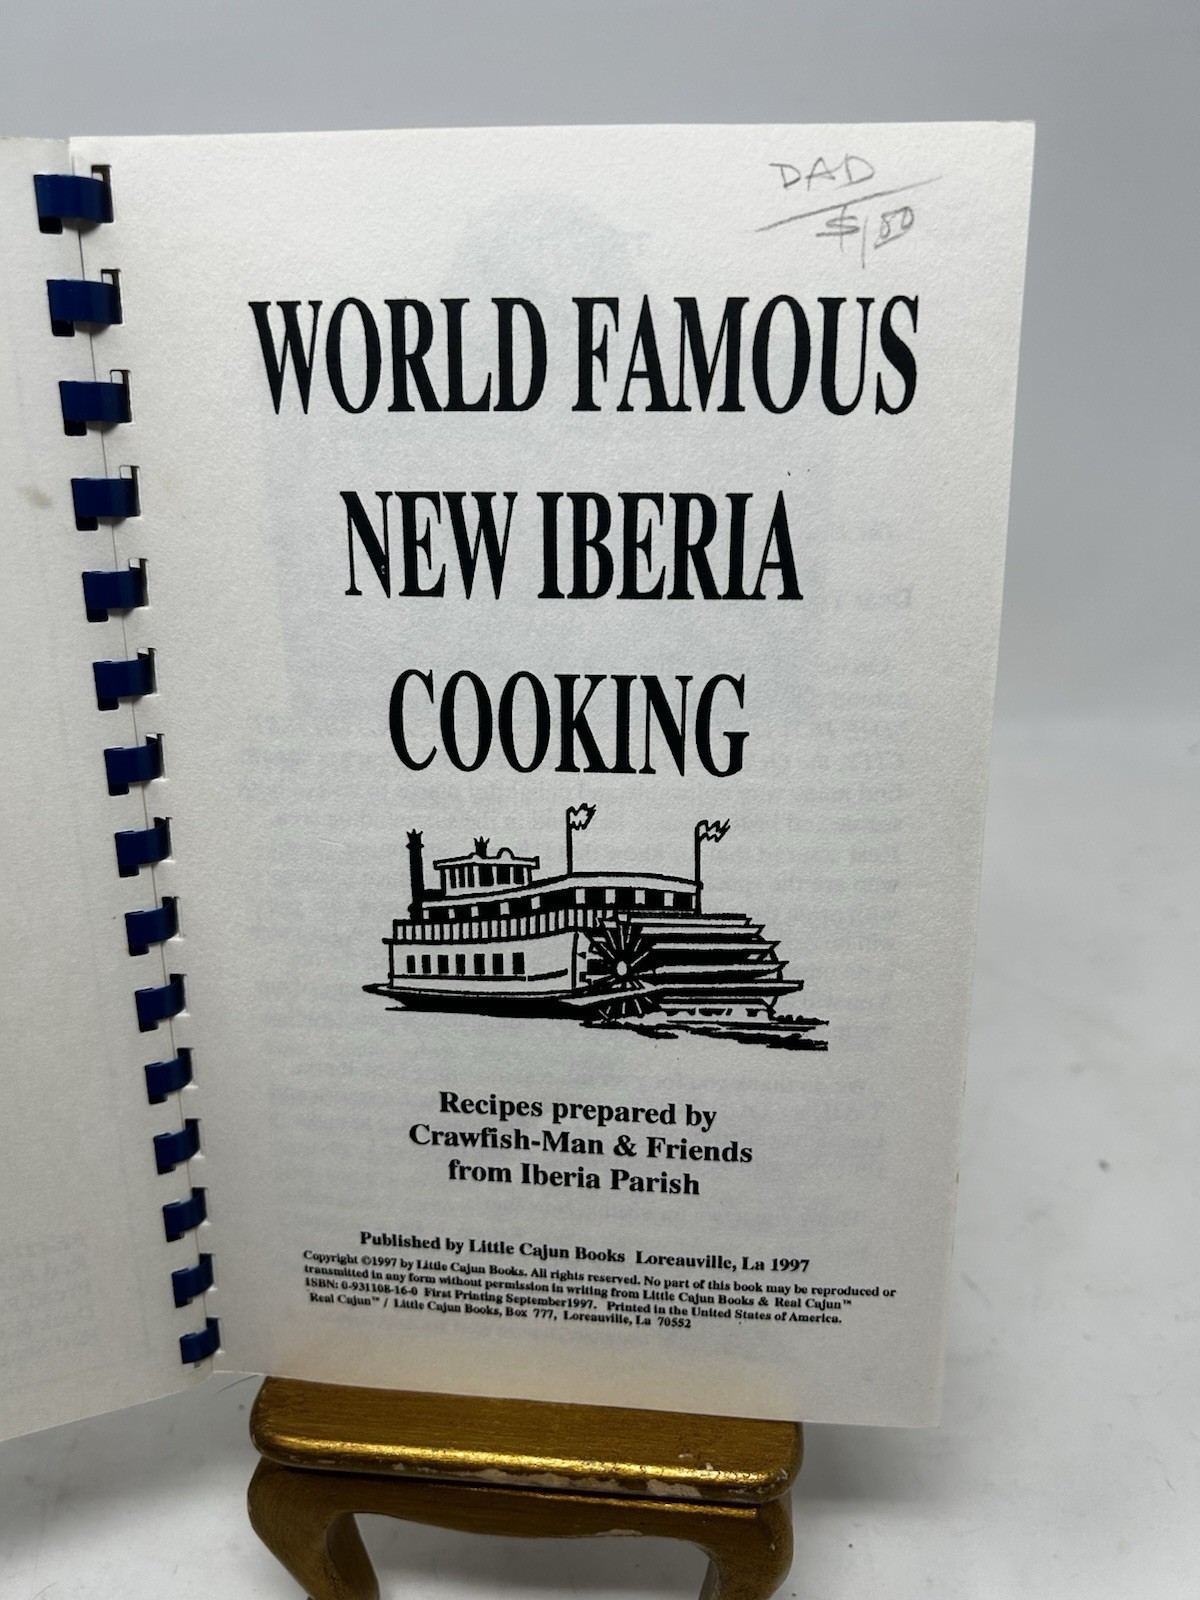 DAD
$1.50
WORLD FAMOUS
NEW IBERIA
COOKING
Recipes prepared by
Crawfish-Man & Friends
from Iberia Parish
Published by Little Cajun Books Loreauville, La 1997
Copyright ©1997 by Little Cajun Books. All rights reserved. No part of this book may be reproduced or
transmitted in any form without permission in writing from Little Cajun Books & Real Cajun™
ISBN: 0-931108-16-0 First Printing September1997. Printed in the United States of America.
Real Cajun™ / Little Cajun Books, Box 777, Loreauville, La 70552